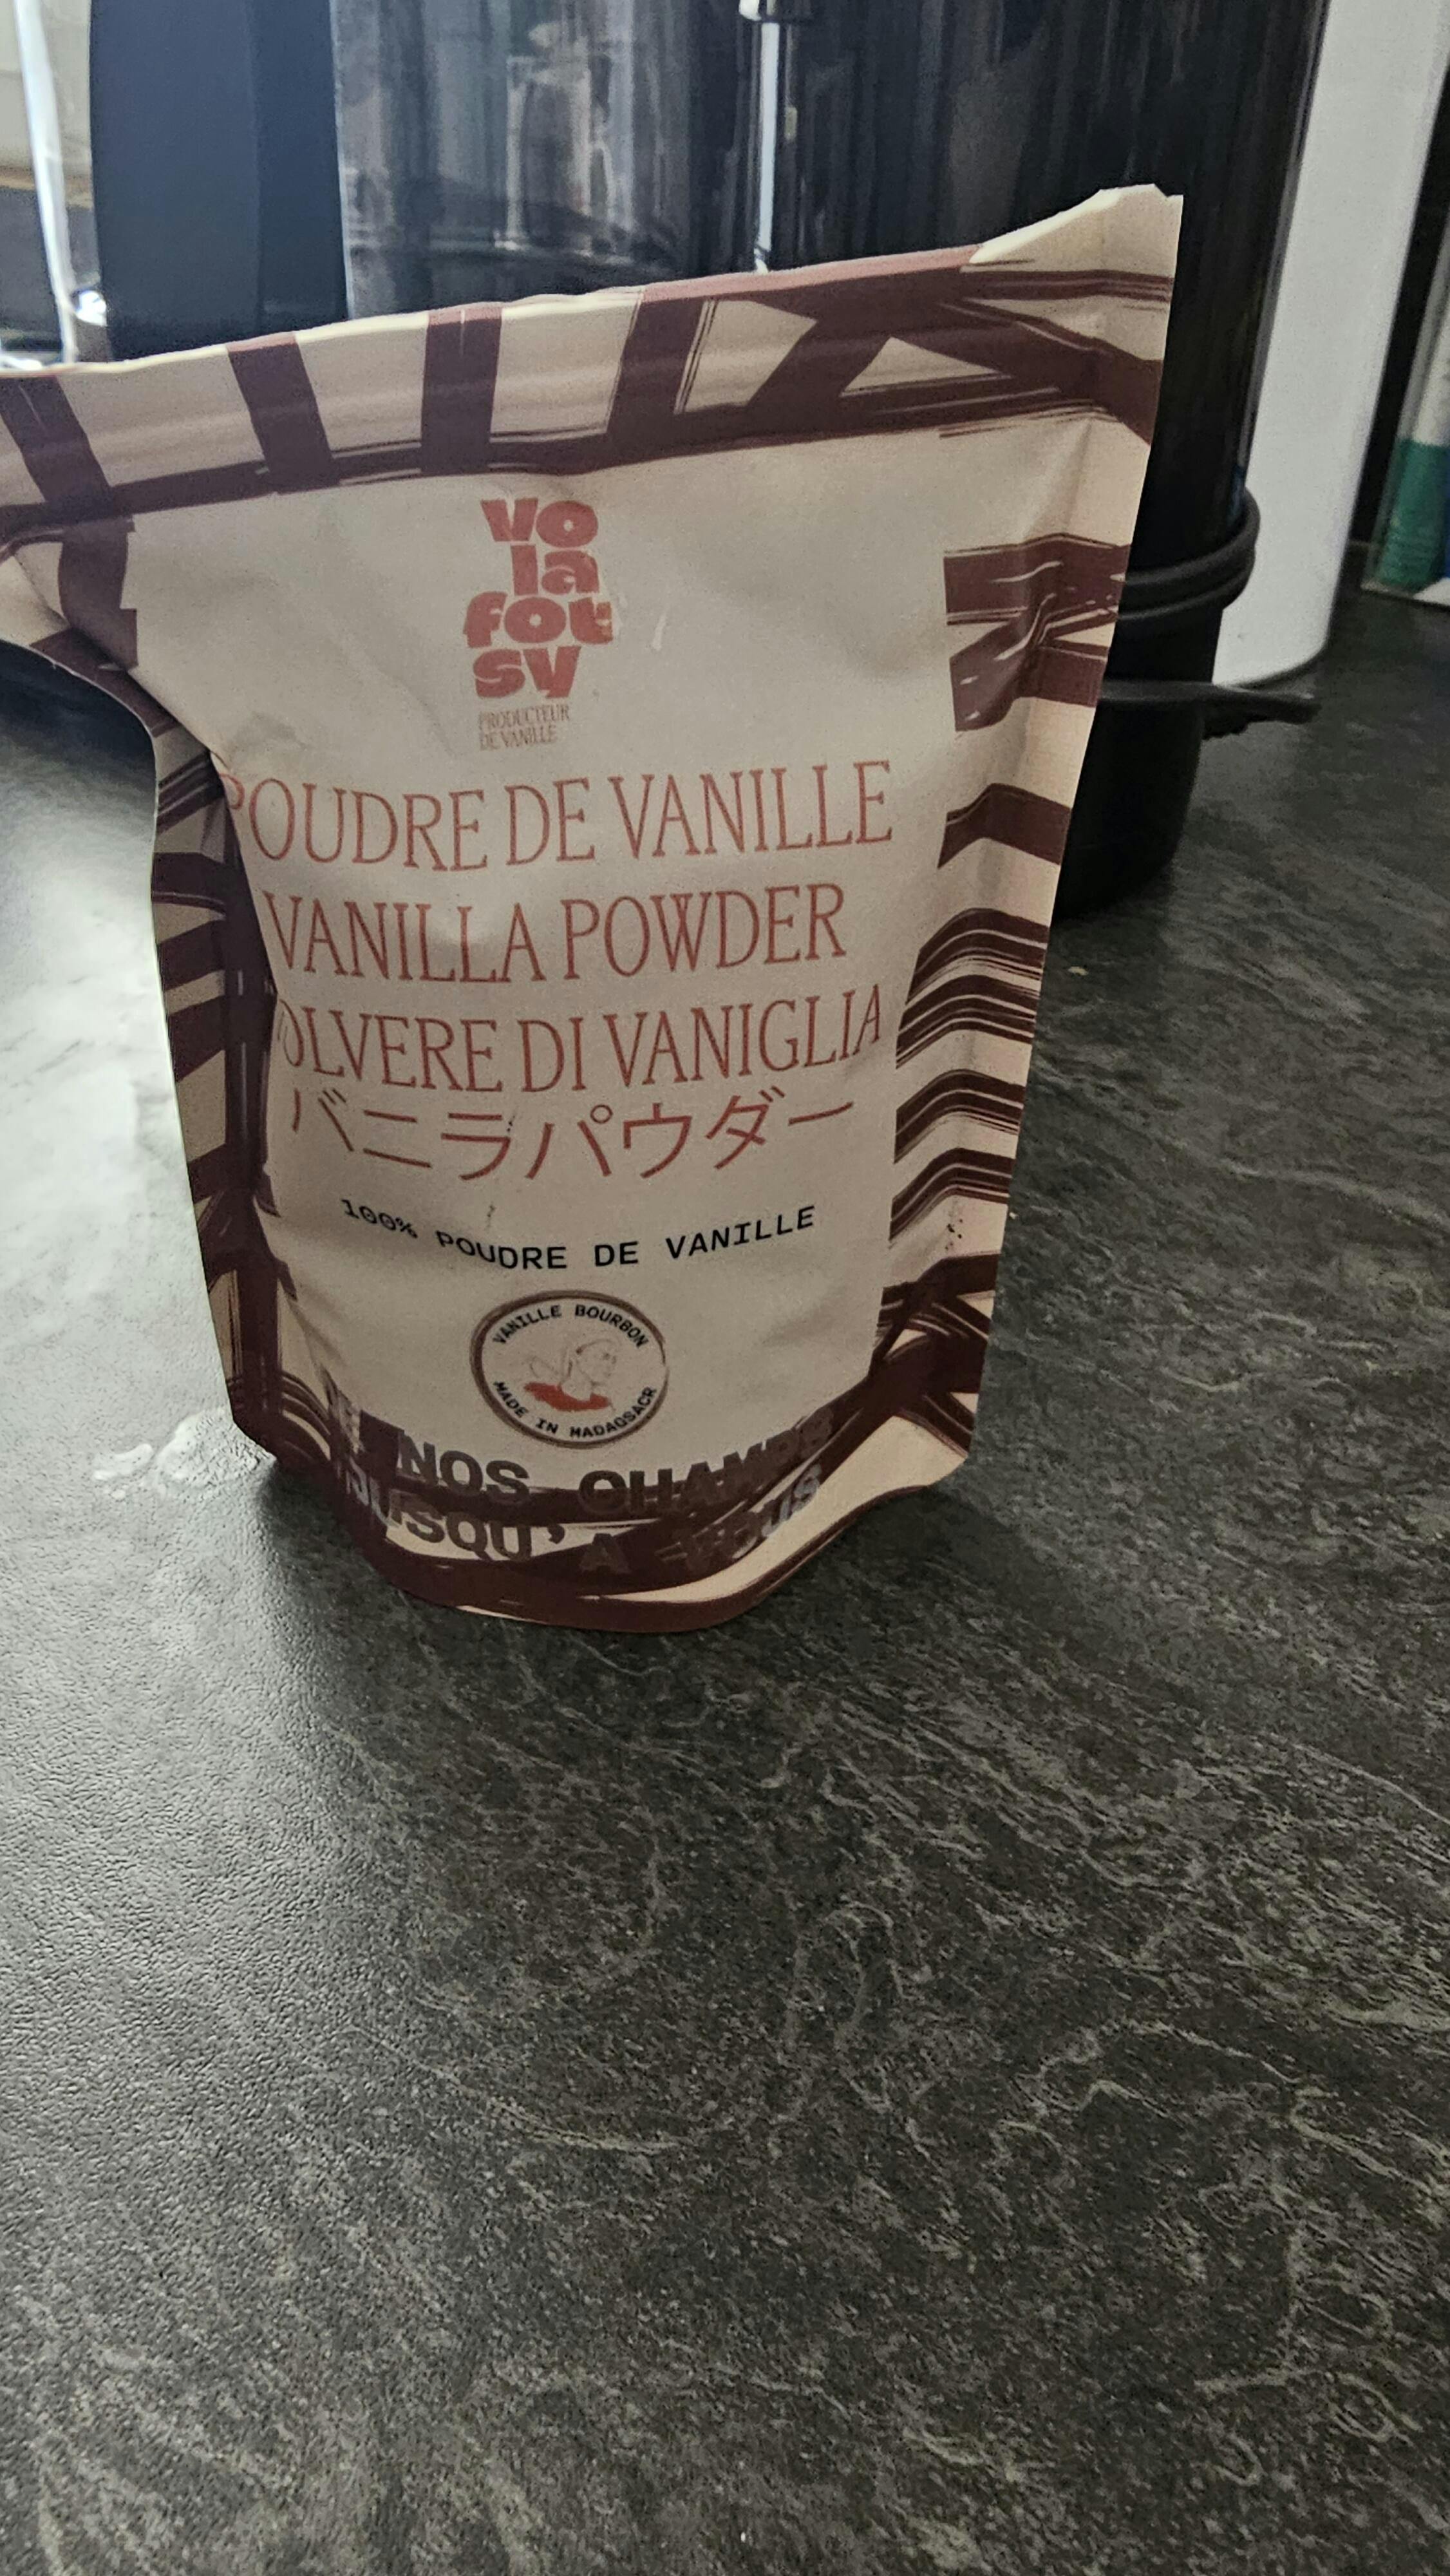 Vo
la
fot
sy
PRODUCTEUR
DE VANILLE
POUDRE DE VANILLE
VANILLA POWDER
OLVERE DI VANIGLIA
バニラパウダー
100% POUDRE DE VANILLE
VANILLE BOURBON
MADE IN MADAGSACR
NOS CHAMPS
JUSQU'A VOUS